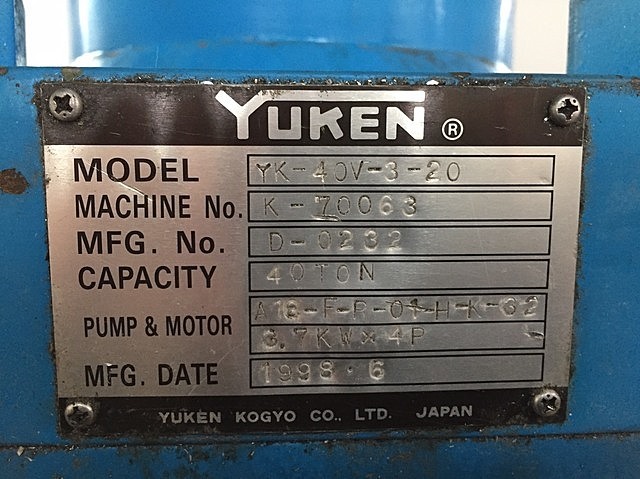 YUKEN ®
MODEL YK-40V-3-20
MACHINE No. K-70063
MFG. No. D-0232
CAPACITY 40TON
PUMP & MOTOR A16-F-R-01-H-K-32
3.7KW×4P
MFG. DATE 1998.6
YUKEN KOGYO CO., LTD. JAPAN